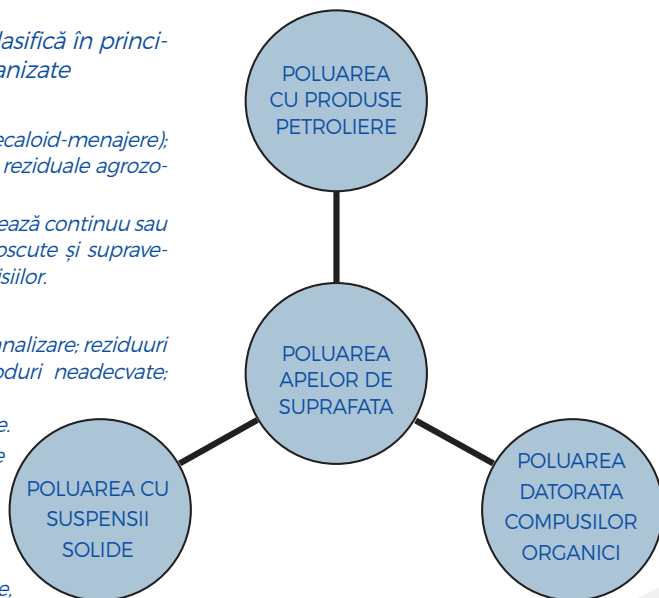 lasifică în princi-
anizate
ecaloid-menajere);
reziduale agrozo-
ează continuu sau
oscute și suprave-
isiilor.
analizare; reziduuri
oduri neadecvate;
e.
e
e,
POLUAREA
CU PRODUSE
PETROLIERE
POLUAREA
APELOR DE
SUPRAFATA
POLUAREA CU
SUSPENSII
SOLIDE
POLUAREA
DATORATA
COMPUSILOR
ORGANICI